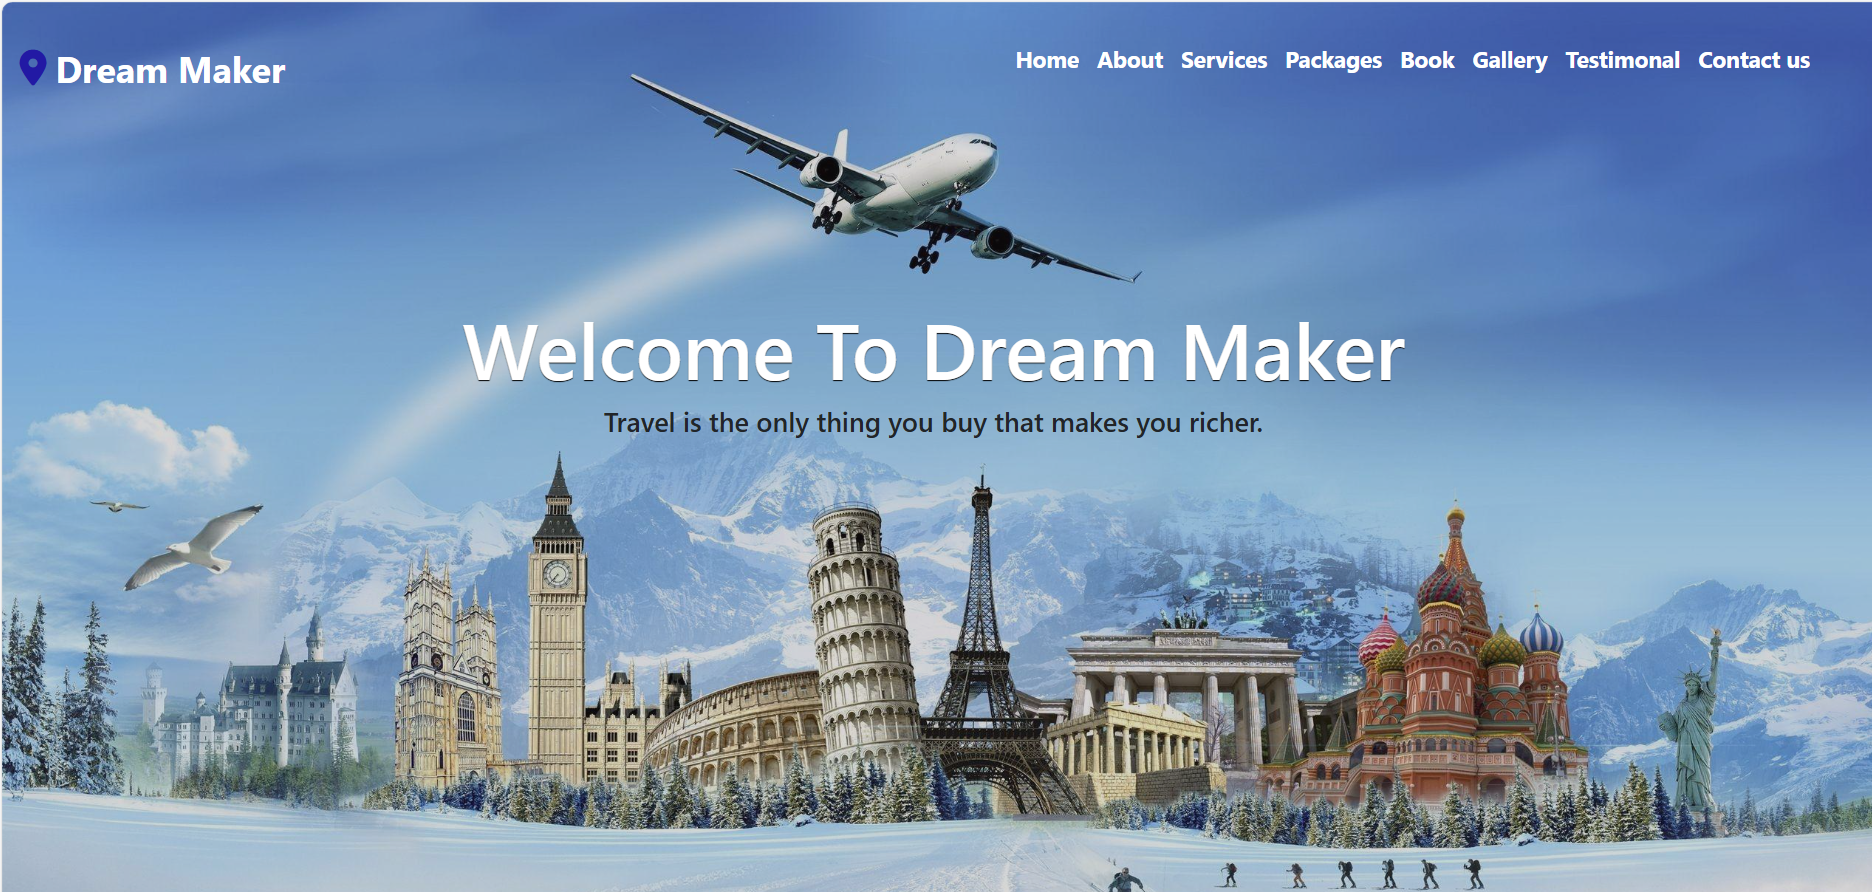 Dream Maker
Home About Services Packages Book Gallery Testimonal Contact us
Welcome To Dream Maker
Travel is the only thing you buy that makes you richer.